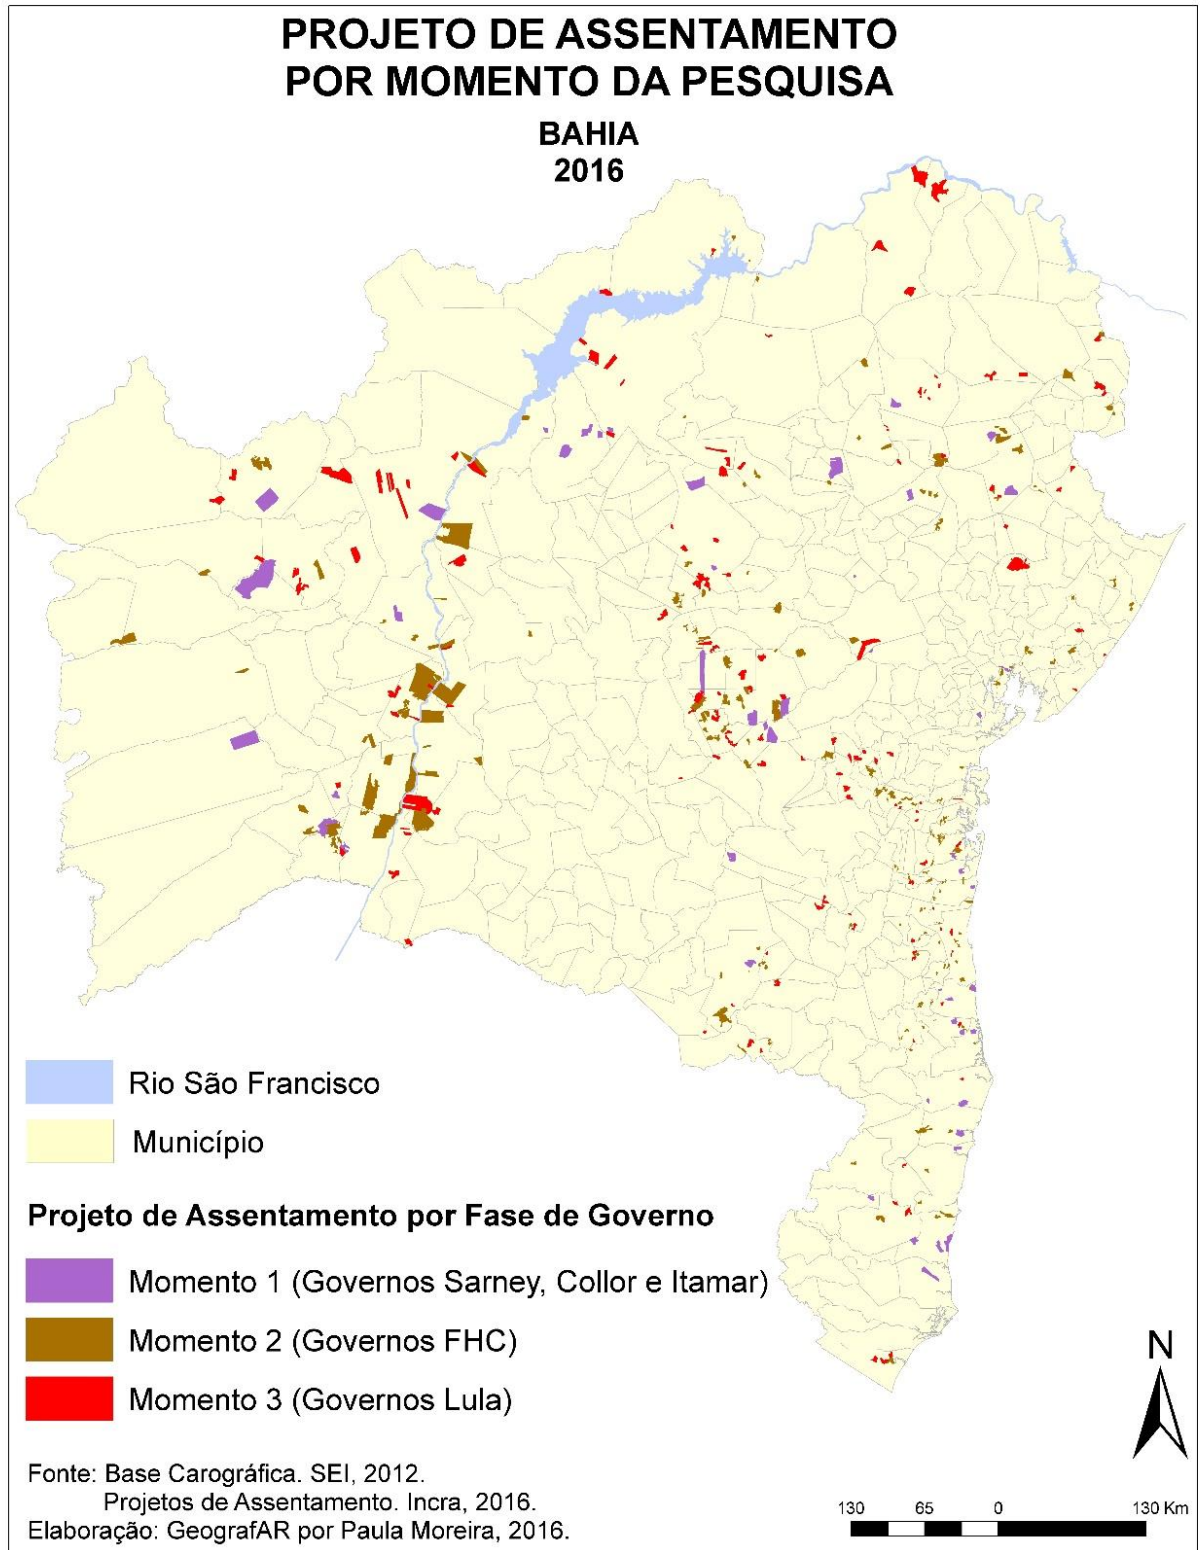 PROJETO DE ASSENTAMENTO
POR MOMENTO DA PESQUISA
BAHIA
2016
Rio São Francisco
Município
Projeto de Assentamento por Fase de Governo
Momento 1 (Governos Sarney, Collor e Itamar)
Momento 2 (Governos FHC)
Momento 3 (Governos Lula)
N
Fonte: Base Carográfica. SEI, 2012.
Projetos de Assentamento. Incra, 2016.
Elaboração: GeografAR por Paula Moreira, 2016.
130 65 0 130 Km